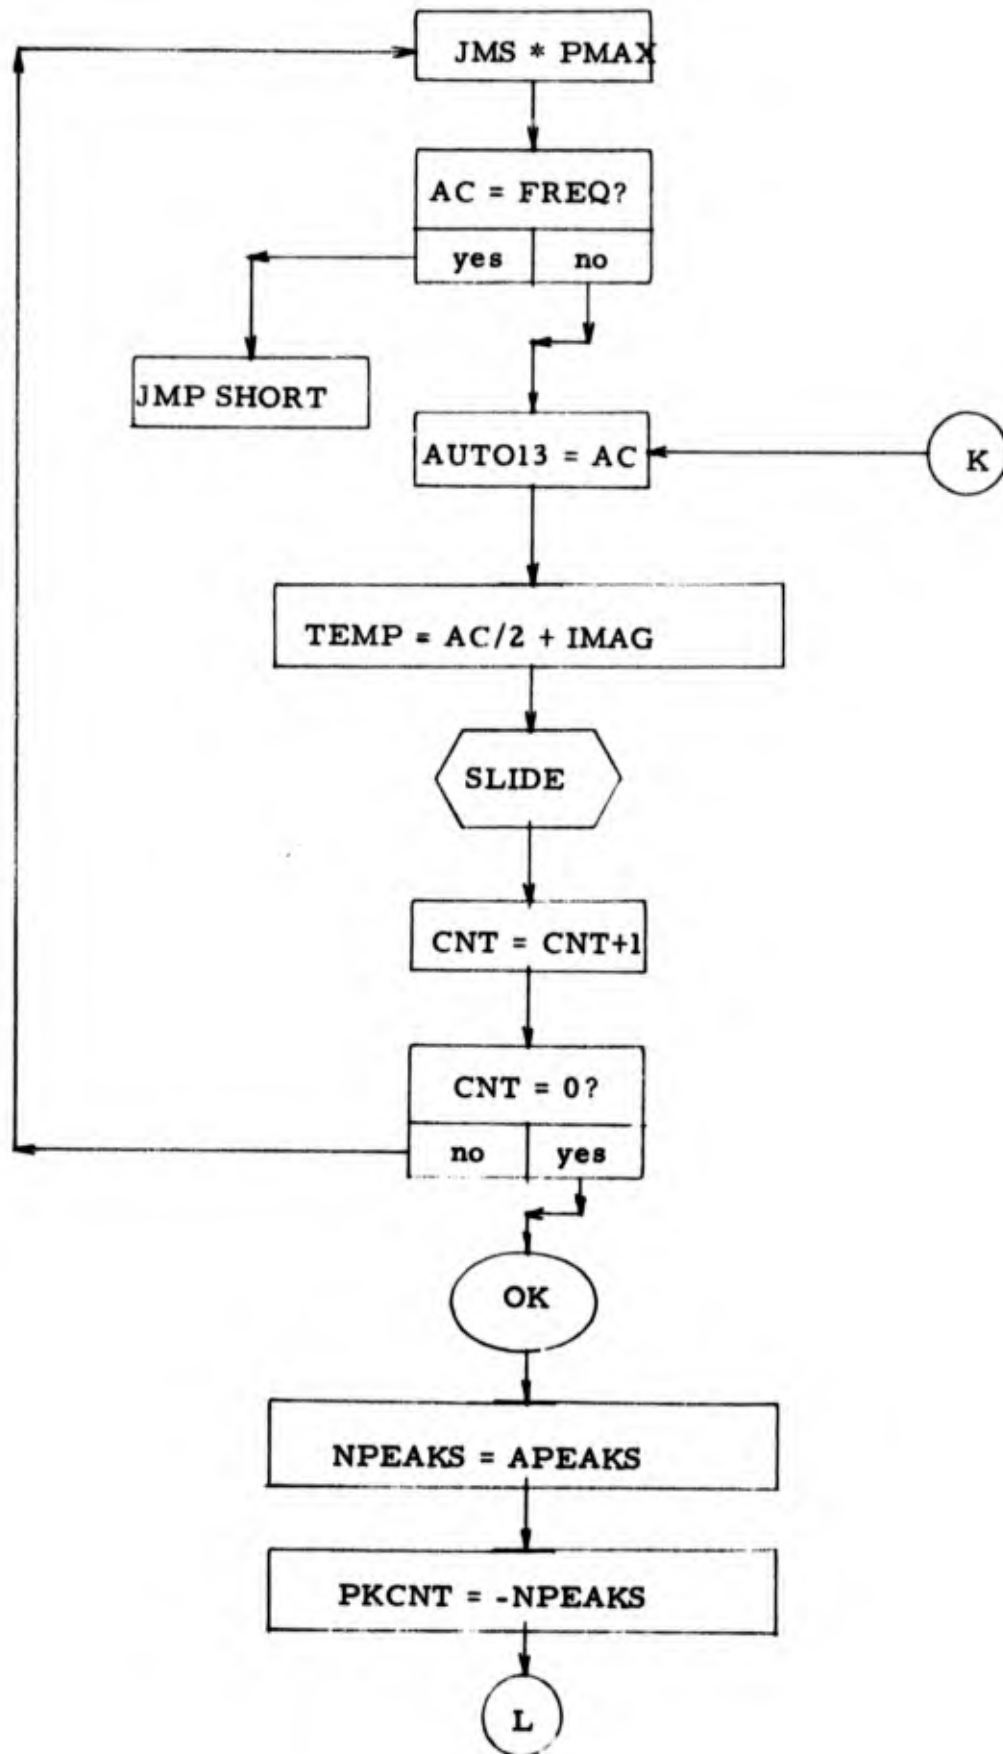 JMS * PMAX
AC = FREQ?
yes no
JMP SHORT
AUTO13 = AC
K
TEMP = AC/2 + IMAG
SLIDE
CNT = CNT+1
CNT = 0?
no yes
OK
NPEAKS = APEAKS
PKCNT = -NPEAKS
L